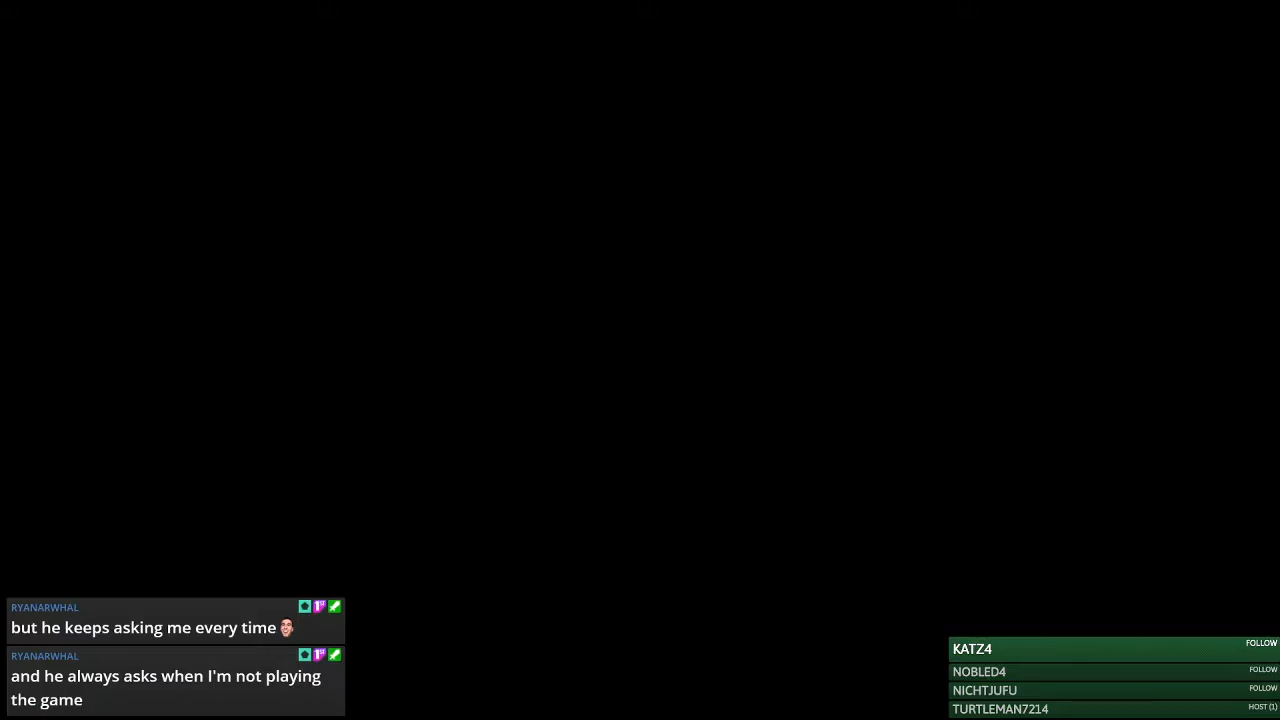 RYANARWHAL
but he keeps asking me every time
RYANARWHAL
and he always asks when I'm not playing
the game
KATZ4 FOLLOW
NOBLED4 FOLLOW
NICHTJUFU FOLLOW
TURTLEMAN7214 HOST (1)